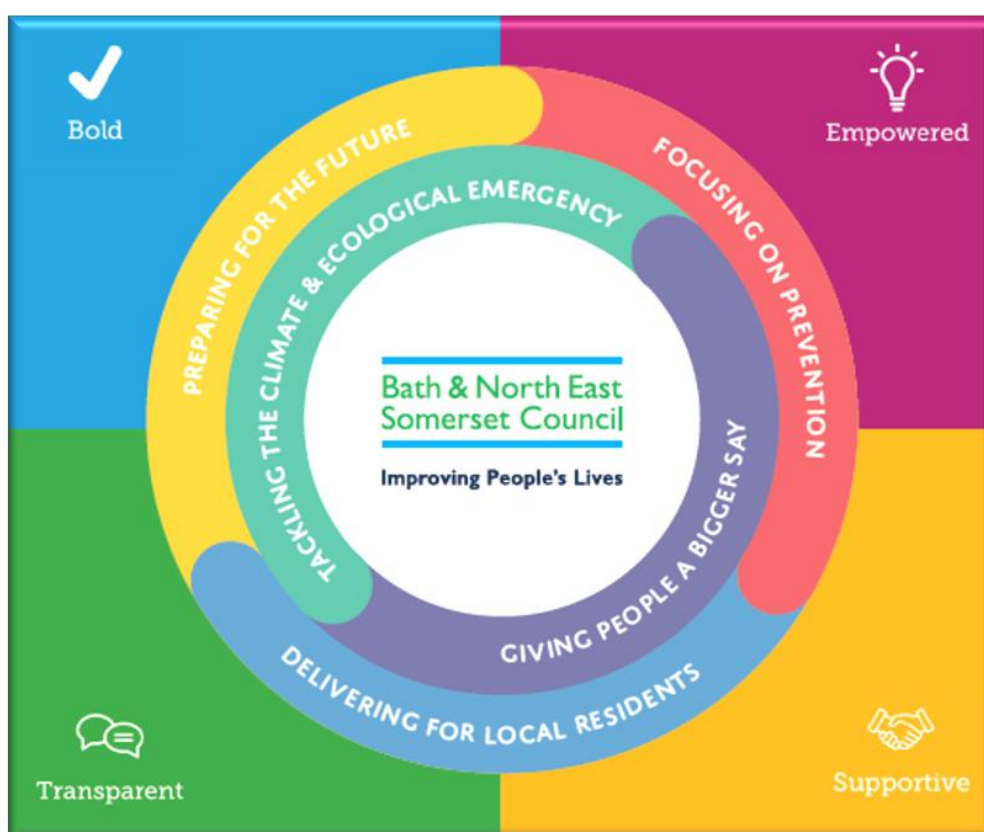 Bold
Empowered
PREPARING FOR THE FUTURE
FOCUSING ON PREVENTION
TACKLING THE CLIMATE & ECOLOGICAL EMERGENCY
Bath & North East
Somerset Council
Improving People's Lives
GIVING PEOPLE A BIGGER SAY
DELIVERING FOR LOCAL RESIDENTS
Transparent
Supportive